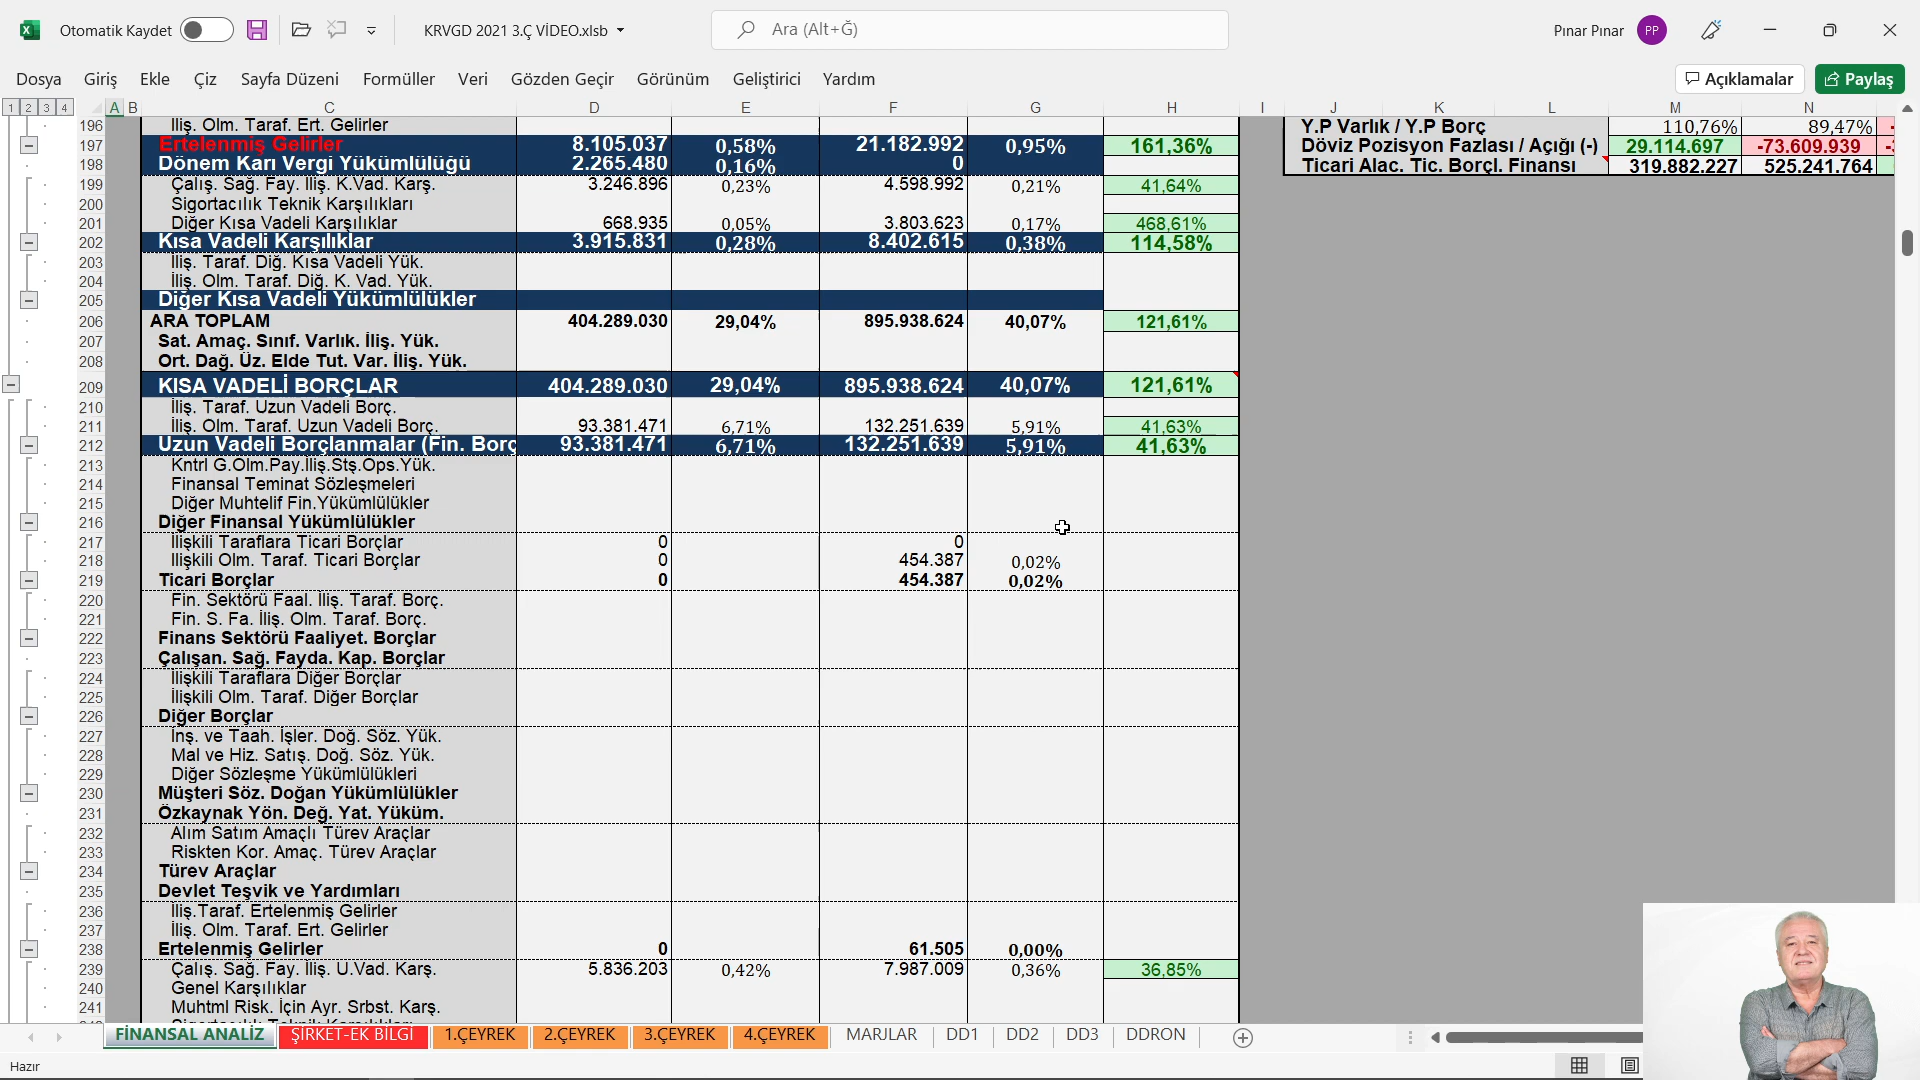 Otomatik Kaydet
KRVGD 2021 3.Ç VİDEO.xlsb
Ara (Alt+Ğ)
Pınar Pınar PP
Dosya Giriş Ekle Çiz Sayfa Düzeni Formüller Veri Gözden Geçir Görünüm Geliştirici Yardım Açıklamalar Paylaş
1 2 3 4 A B C D E F G H I J K L M N
196 İliş. Olm. Taraf. Ert. Gelirler
197 Ertelenmiş Gelirler 8.105.037 0,58% 21.182.992 0,95% 161,36%
198 Dönem Karı Vergi Yükümlülüğü 2.265.480 0,16% 0
199 Çalış. Sağ. Fay. İliş. K.Vad. Karş. 3.246.896 0,23% 4.598.992 0,21% 41,64%
200 Sigortacılık Teknik Karşılıkları
201 Diğer Kısa Vadeli Karşılıklar 668.935 0,05% 3.803.623 0,17% 468,61%
202 Kısa Vadeli Karşılıklar 3.915.831 0,28% 8.402.615 0,38% 114,58%
203 İliş. Taraf. Diğ. Kısa Vadeli Yük.
204 İliş. Olm. Taraf. Diğ. K. Vad. Yük.
205 Diğer Kısa Vadeli Yükümlülükler
206 ARA TOPLAM 404.289.030 29,04% 895.938.624 40,07% 121,61%
207 Sat. Amaç. Sınıf. Varlık. İliş. Yük.
208 Ort. Dağ. Üz. Elde Tut. Var. İliş. Yük.
209 KISA VADELİ BORÇLAR 404.289.030 29,04% 895.938.624 40,07% 121,61%
210 İliş. Taraf. Uzun Vadeli Borç.
211 İliş. Olm. Taraf. Uzun Vadeli Borç. 93.381.471 6,71% 132.251.639 5,91% 41,63%
212 Uzun Vadeli Borçlanmalar (Fin. Borç 93.381.471 6,71% 132.251.639 5,91% 41,63%
213 Kntrl G.Olm.Pay.İliş.Stş.Ops.Yük.
214 Finansal Teminat Sözleşmeleri
215 Diğer Muhtelif Fin.Yükümlülükler
216 Diğer Finansal Yükümlülükler
217 İlişkili Taraflara Ticari Borçlar 0 0
218 İlişkili Olm. Taraf. Ticari Borçlar 0 454.387 0,02%
219 Ticari Borçlar 0 454.387 0,02%
220 Fin. Sektörü Faal. İliş. Taraf. Borç.
221 Fin. S. Fa. İliş. Olm. Taraf. Borç.
222 Finans Sektörü Faaliyet. Borçlar
223 Çalışan. Sağ. Fayda. Kap. Borçlar
224 İlişkili Taraflara Diğer Borçlar
225 İlişkili Olm. Taraf. Diğer Borçlar
226 Diğer Borçlar
227 İnş. ve Taah. İşler. Doğ. Söz. Yük.
228 Mal ve Hiz. Satış. Doğ. Söz. Yük.
229 Diğer Sözleşme Yükümlülükleri
230 Müşteri Söz. Doğan Yükümlülükler
231 Özkaynak Yön. Değ. Yat. Yüküm.
232 Alım Satım Amaçlı Türev Araçlar
233 Riskten Kor. Amaç. Türev Araçlar
234 Türev Araçlar
235 Devlet Teşvik ve Yardımları
236 İliş.Taraf. Ertelenmiş Gelirler
237 İliş. Olm. Taraf. Ert. Gelirler
238 Ertelenmiş Gelirler 0 61.505 0,00%
239 Çalış. Sağ. Fay. İliş. U.Vad. Karş. 5.836.203 0,42% 7.987.009 0,36% 36,85%
240 Genel Karşılıklar
241 Muhtml Risk. İçin Ayr. Srbst. Karş.
Y.P Varlık / Y.P Borç 110,76% 89,47%
Döviz Pozisyon Fazlası / Açığı (-) 29.114.697 -73.609.939
Ticari Alac. Tic. Borçl. Finansı 319.882.227 525.241.764
FİNANSAL ANALİZ ŞİRKET-EK BİLGİ 1.ÇEYREK 2.ÇEYREK 3.ÇEYREK 4.ÇEYREK MARJLAR DD1 DD2 DD3 DDRON
Hazır